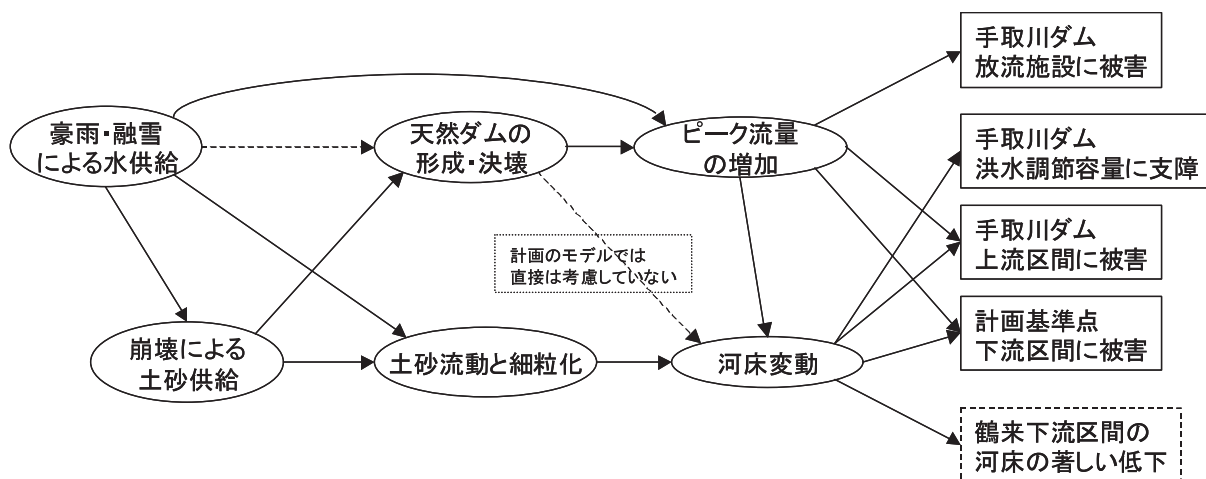 豪雨・融雪
による水供給
天然ダムの
形成・決壊
ピーク流量
の増加
手取川ダム
放流施設に被害
手取川ダム
洪水調節容量に支障
手取川ダム
上流区間に被害
計画のモデルでは
直接は考慮していない
崩壊による
土砂供給
土砂流動と細粒化
河床変動
計画基準点
下流区間に被害
鶴来下流区間の
河床の著しい低下